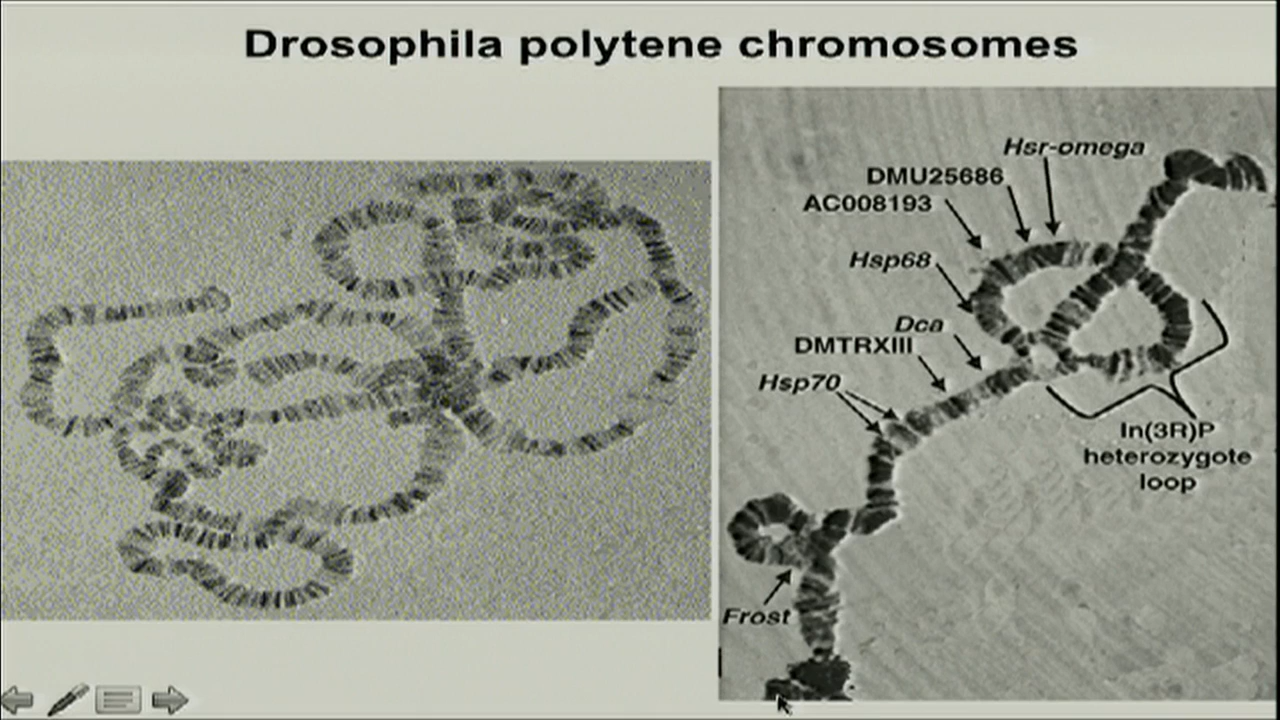 Drosophila polytene chromosomes
Hsr-omega
DMU25686
AC008193
Hsp68
Dca
DMTRXIII
Hsp70
In(3R)P
heterozygote
loop
Frost